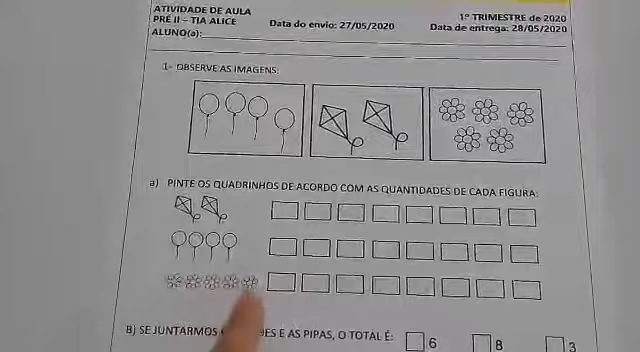 ATIVIDADE DE AULA
PRÉ II - TIA ALICE
ALUNO(a):
Data do envio: 27/05/2020
1º TRIMESTRE de 2020
Data de entrega: 28/05/2020
1- OBSERVE AS IMAGENS:
a) PINTE OS QUADRINHOS DE ACORDO COM AS QUANTIDADES DE CADA FIGURA:
B) SE JUNTARMOS E AS PIPAS, O TOTAL É: 6 8 3